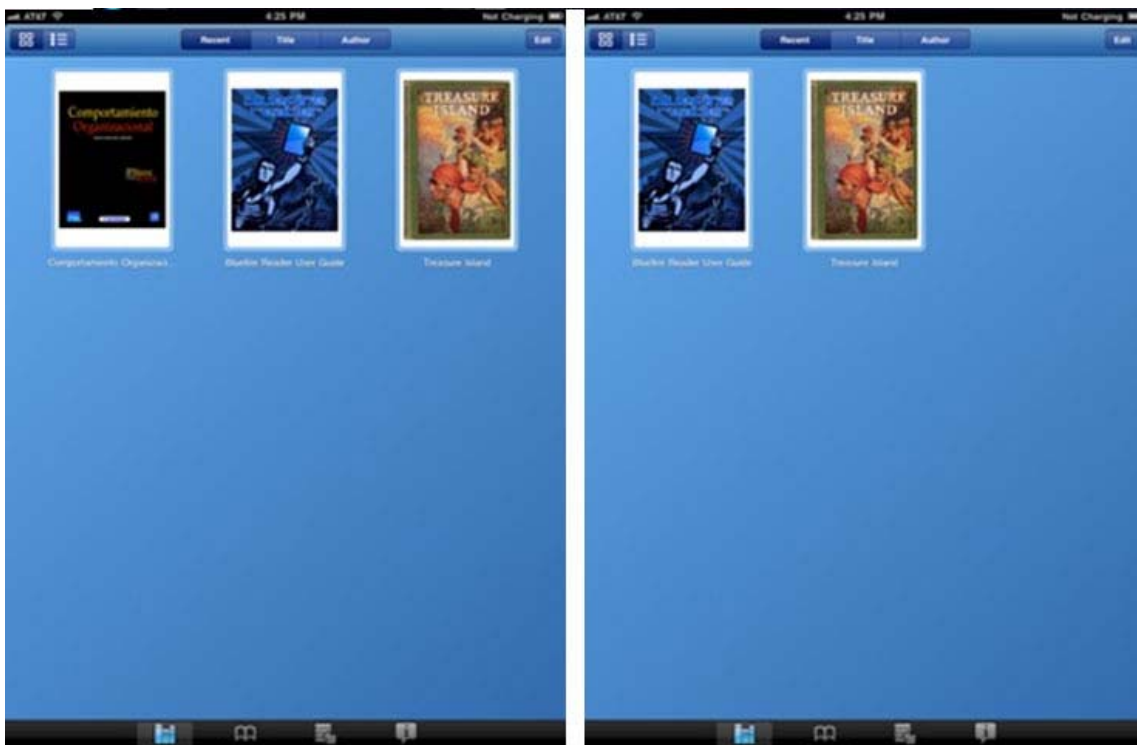 AT&T 4:25 PM Not Charging
Recent Title Author Edit
Comportamiento
Organizacional
TREASURE
ISLAND
Comportamiento Organizaci...
Bluefire Reader User Guide
Treasure Island
AT&T 4:25 PM Not Charging
Recent Title Author Edit
TREASURE
ISLAND
Bluefire Reader User Guide
Treasure Island